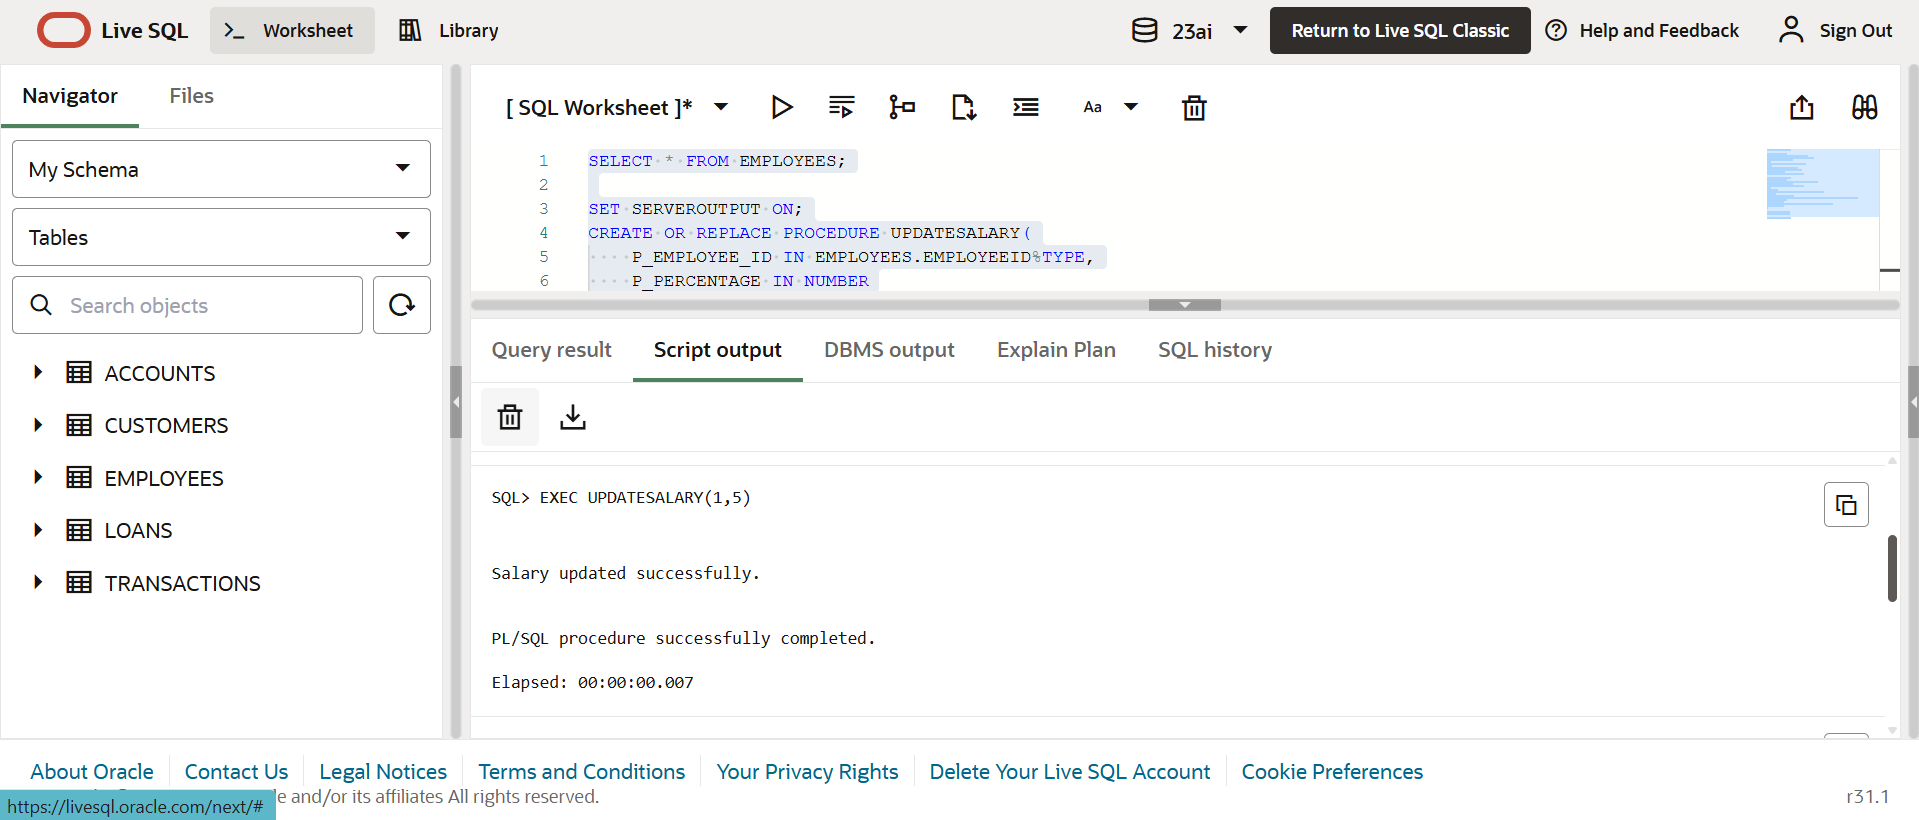 Live SQL
Worksheet
Library
23ai
Return to Live SQL Classic
Help and Feedback
Sign Out
Navigator
Files
My Schema
Tables
Search objects
ACCOUNTS
CUSTOMERS
EMPLOYEES
LOANS
TRANSACTIONS
[ SQL Worksheet ]*
Aa
1 SELECT * FROM EMPLOYEES;
2
3 SET SERVEROUTPUT ON;
4 CREATE OR REPLACE PROCEDURE UPDATESALARY(
5 P_EMPLOYEE_ID IN EMPLOYEES.EMPLOYEEID%TYPE,
6 P_PERCENTAGE IN NUMBER
Query result
Script output
DBMS output
Explain Plan
SQL history
SQL> EXEC UPDATESALARY(1,5)
Salary updated successfully.
PL/SQL procedure successfully completed.
Elapsed: 00:00:00.007
About Oracle
Contact Us
Legal Notices
Terms and Conditions
Your Privacy Rights
Delete Your Live SQL Account
Cookie Preferences
and/or its affiliates All rights reserved.
r31.1
https://livesql.oracle.com/next/#